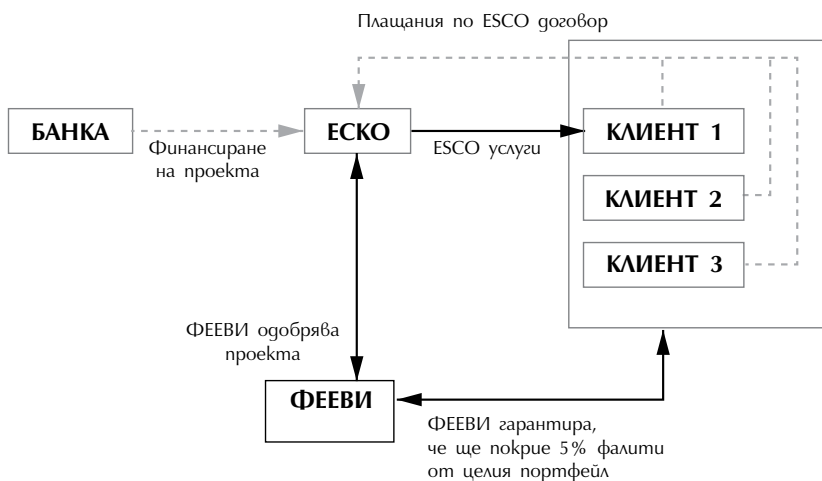 Плащания по ESCO договор
БАНКА
ЕСКО
КЛИЕНТ 1
Финансиране
на проекта
ESCO услуги
КЛИЕНТ 2
КЛИЕНТ 3
ФЕЕВИ одобрява
проекта
ФЕЕВИ
ФЕЕВИ гарантира,
че ще покрие 5% фалити
от целия портфейл